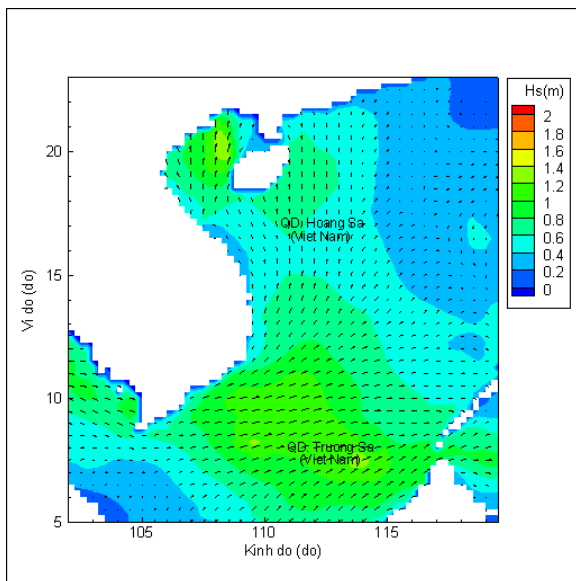 Hs(m)
2
1.8
1.6
1.4
1.2
1
0.8
0.6
0.4
0.2
0
20
15
10
5
Vi do (do)
QD. Hoang Sa
(Viet Nam)
QD. Truong Sa
(Viet Nam)
105
110
115
Kinh do (do)